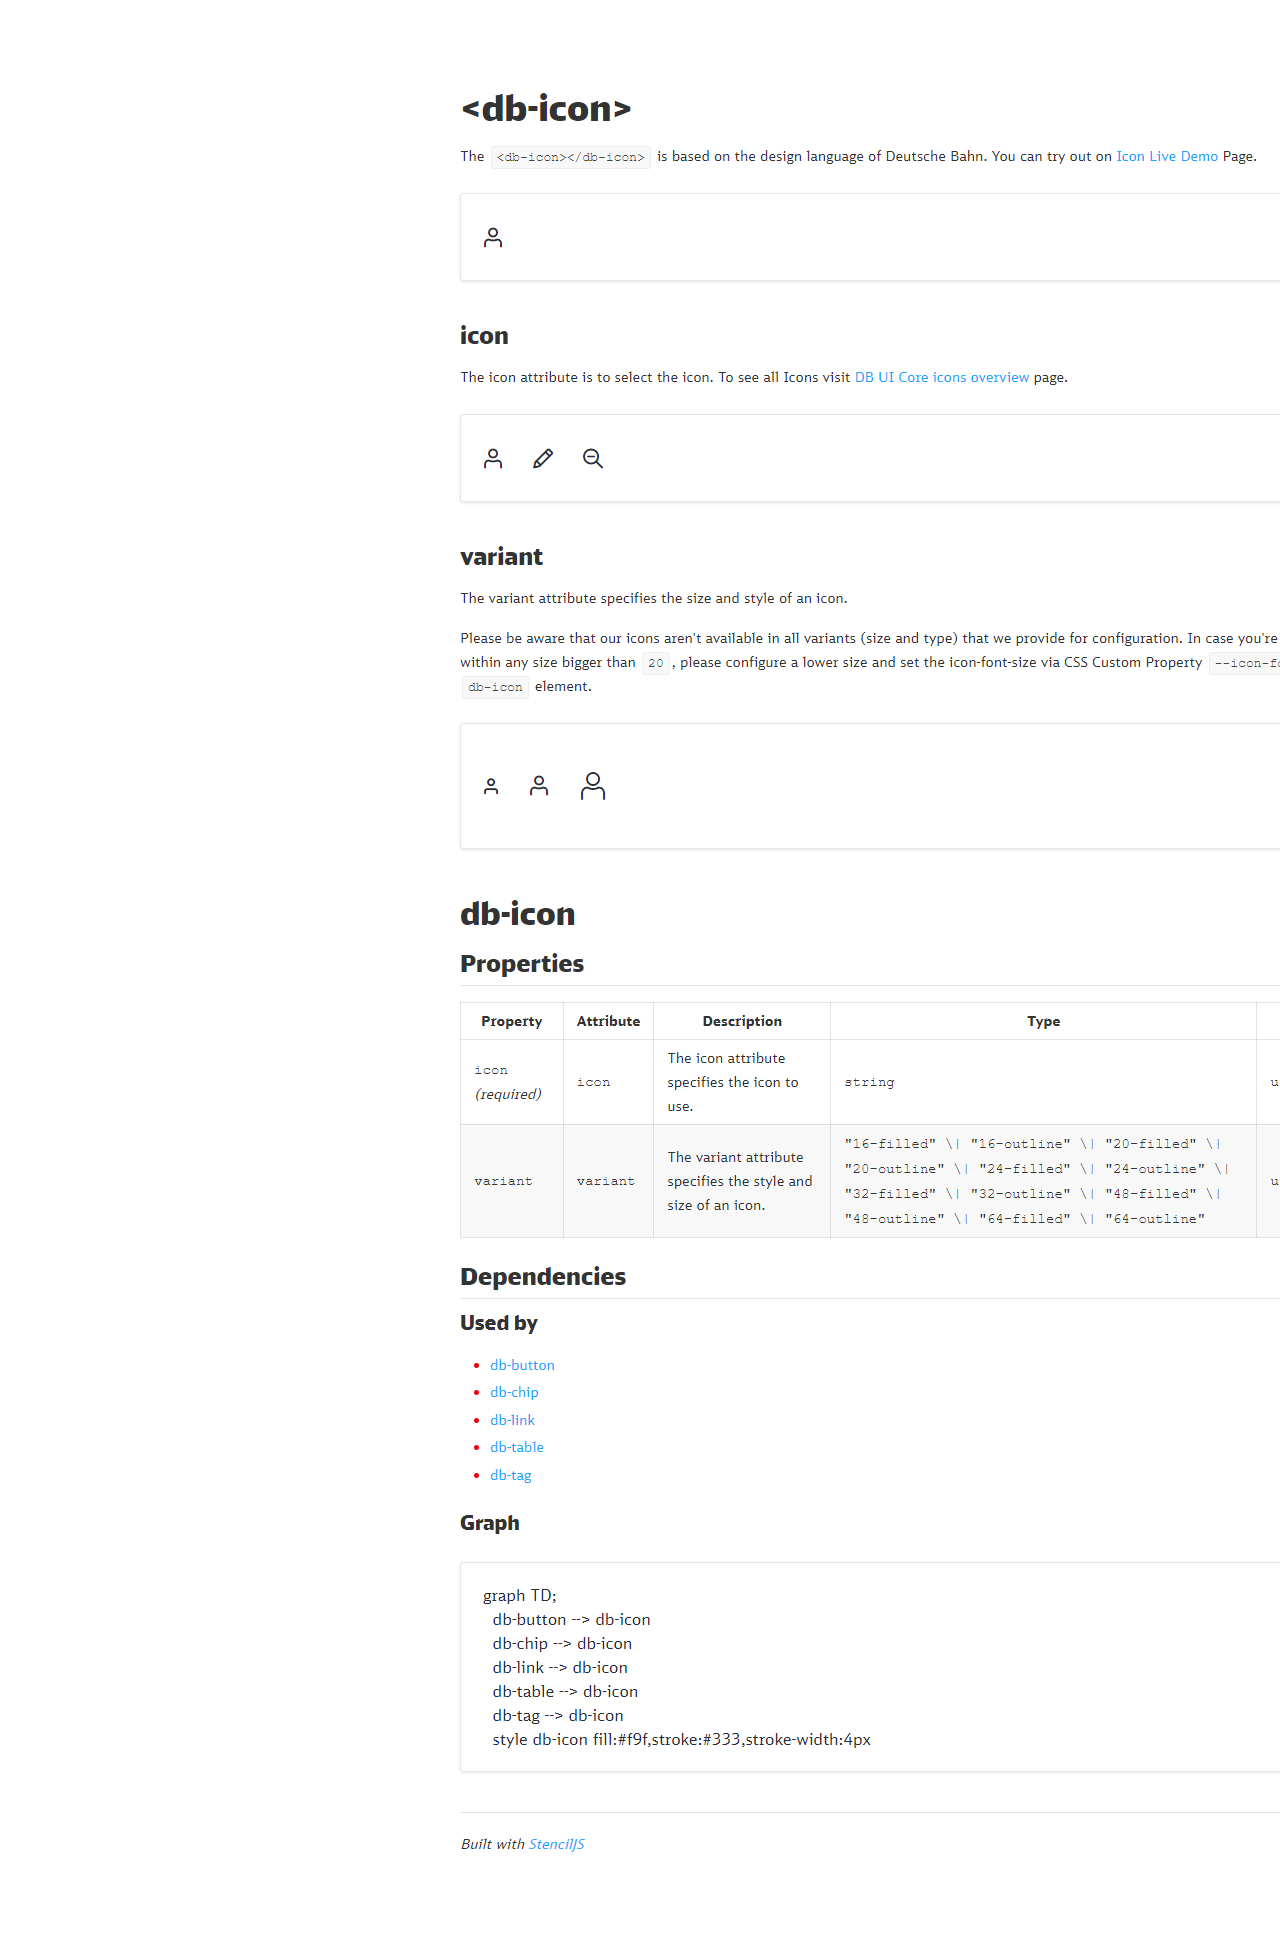 <db-icon>
The <db-icon></db-icon> is based on the design language of Deutsche Bahn. You can try out on Icon Live Demo Page.
icon
The icon attribute is to select the icon. To see all Icons visit DB UI Core icons overview page.
variant
The variant attribute specifies the size and style of an icon.
Please be aware that our icons aren't available in all variants (size and type) that we provide for configuration. In case you're
within any size bigger than 20 , please configure a lower size and set the icon-font-size via CSS Custom Property
db-icon element.
db-icon
Properties
Property Attribute Description Type
icon
(required)
icon
The icon attribute
specifies the icon to
use.
string
variant
variant
The variant attribute
specifies the style and
size of an icon.
"16-filled" \| "16-outline" \| "20-filled" \|
"20-outline" \| "24-filled" \| "24-outline" \|
"32-filled" \| "32-outline" \| "48-filled" \|
"48-outline" \| "64-filled" \| "64-outline"
Dependencies
Used by
• db-button
• db-chip
• db-link
• db-table
• db-tag
Graph
graph TD;
db-button --> db-icon
db-chip --> db-icon
db-link --> db-icon
db-table --> db-icon
db-tag --> db-icon
style db-icon fill:#f9f,stroke:#333,stroke-width:4px
Built with StencilJS